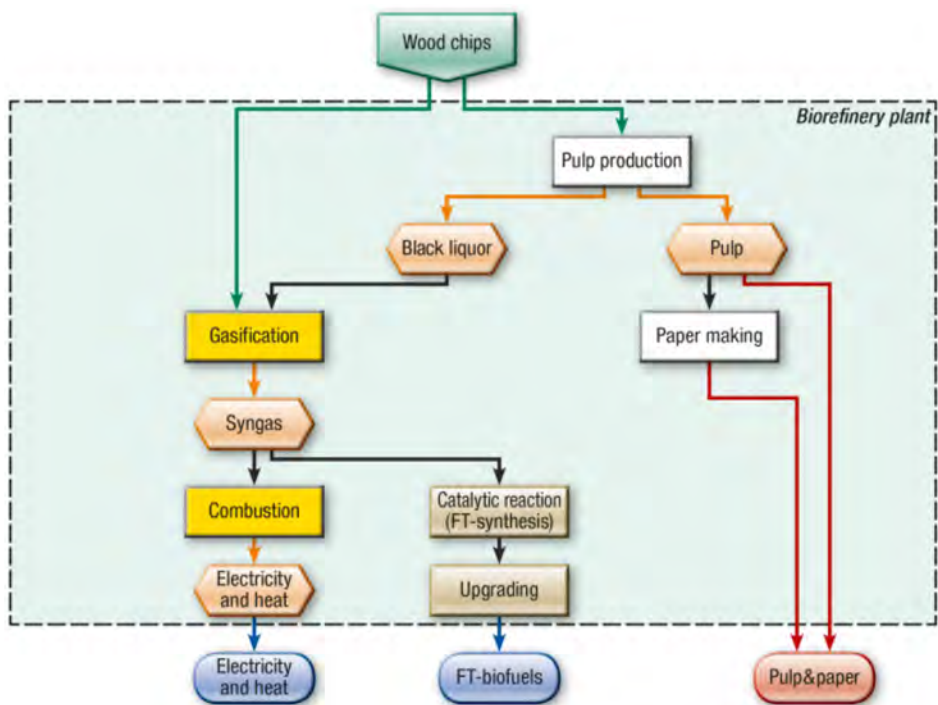 Wood chips
Biorefinery plant
Pulp production
Black liquor
Pulp
Gasification
Paper making
Syngas
Combustion
Catalytic reaction
(FT-synthesis)
Electricity
and heat
Upgrading
Electricity
and heat
FT-biofuels
Pulp&paper